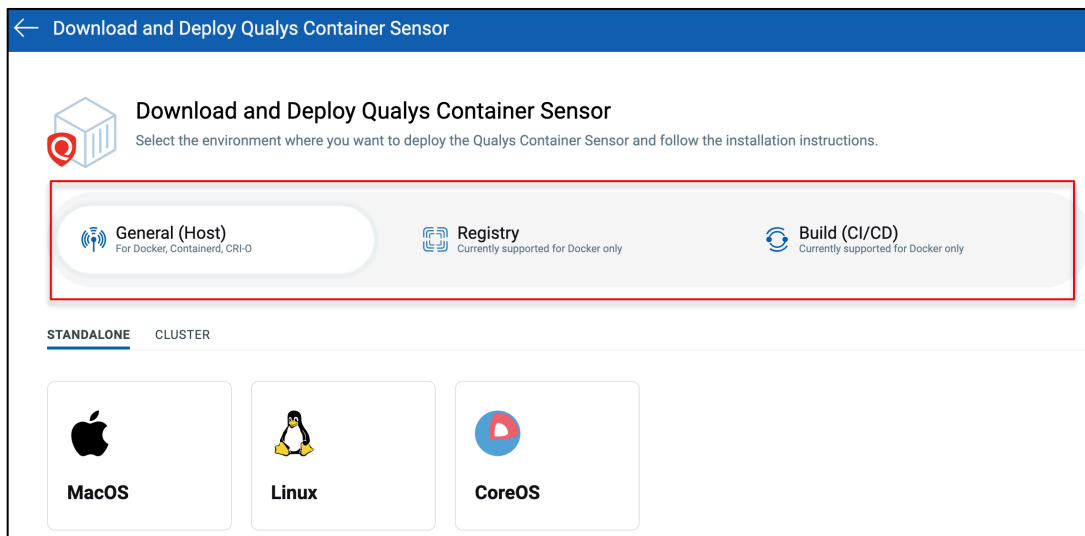 Download and Deploy Qualys Container Sensor
Download and Deploy Qualys Container Sensor
Select the environment where you want to deploy the Qualys Container Sensor and follow the installation instructions.
General (Host)
For Docker, Containerd, CRI-O
Registry
Currently supported for Docker only
Build (CI/CD)
Currently supported for Docker only
STANDALONE CLUSTER
MacOS Linux CoreOS